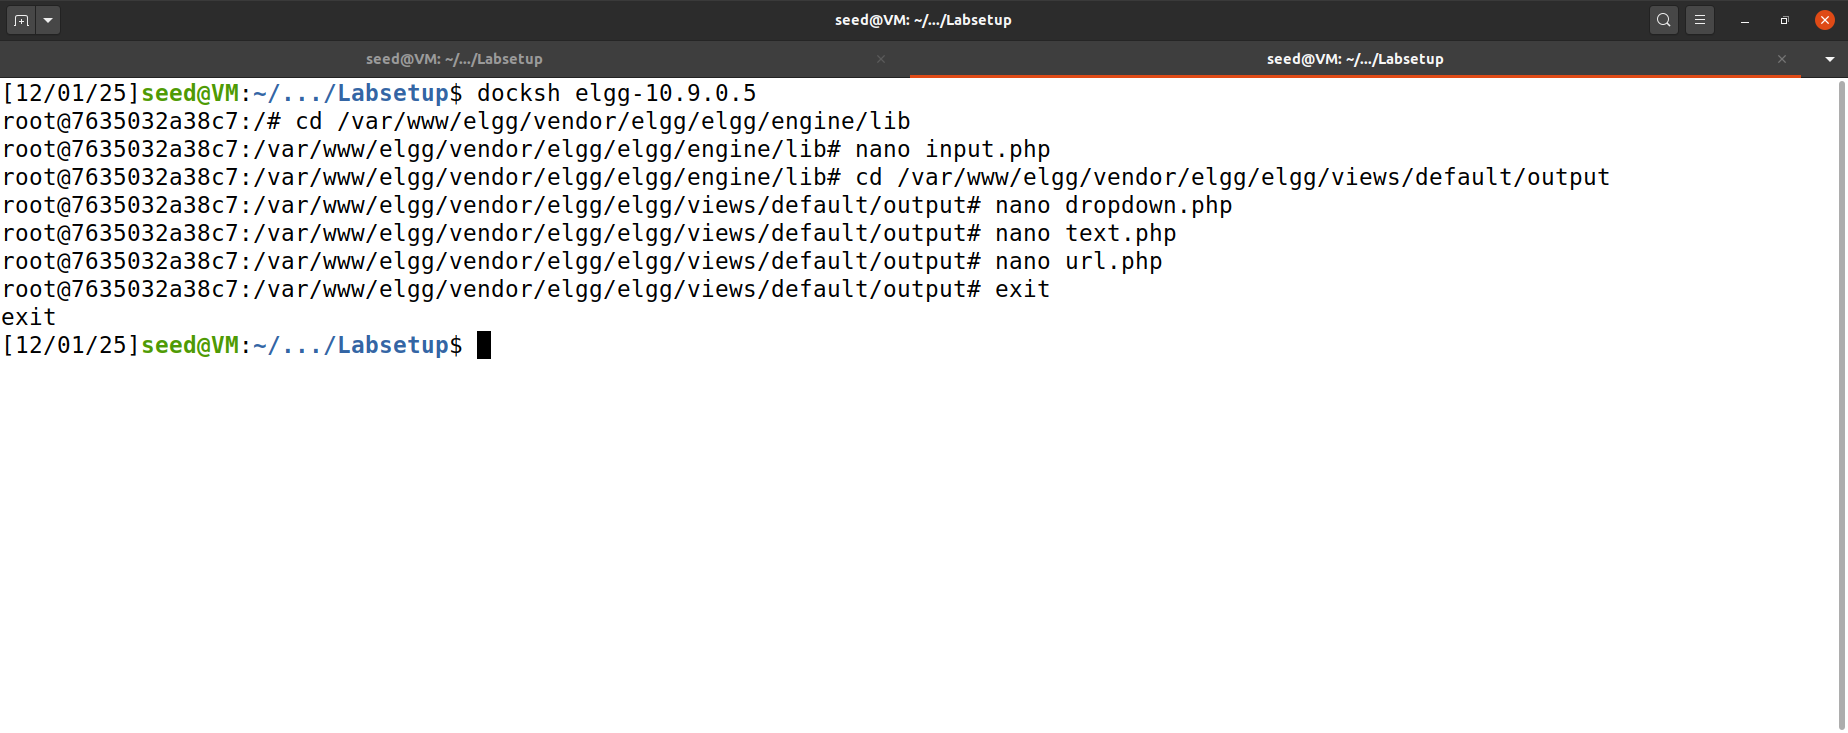 seed@VM: ~/.../Labsetup
seed@VM: ~/.../Labsetup
seed@VM: ~/.../Labsetup
[12/01/25]seed@VM:~/.../Labsetup$ docksh elgg-10.9.0.5
root@7635032a38c7:/# cd /var/www/elgg/vendor/elgg/elgg/engine/lib
root@7635032a38c7:/var/www/elgg/vendor/elgg/elgg/engine/lib# nano input.php
root@7635032a38c7:/var/www/elgg/vendor/elgg/elgg/engine/lib# cd /var/www/elgg/vendor/elgg/elgg/views/default/output
root@7635032a38c7:/var/www/elgg/vendor/elgg/elgg/views/default/output# nano dropdown.php
root@7635032a38c7:/var/www/elgg/vendor/elgg/elgg/views/default/output# nano text.php
root@7635032a38c7:/var/www/elgg/vendor/elgg/elgg/views/default/output# nano url.php
root@7635032a38c7:/var/www/elgg/vendor/elgg/elgg/views/default/output# exit
exit
[12/01/25]seed@VM:~/.../Labsetup$